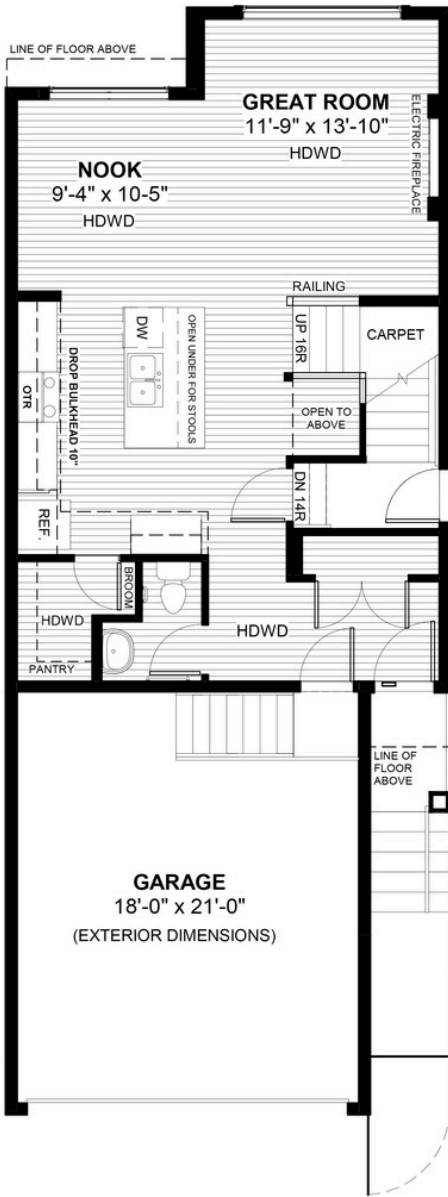 LINE OF FLOOR ABOVE
GREAT ROOM
11'-9" x 13'-10"
HDWD
ELECTRIC FIREPLACE
NOOK
9'-4" x 10-5"
HDWD
RAILING
UP 16R
CARPET
DW
OPEN UNDER FOR STOOLS
DROP BULKHEAD 10"
OTR
OPEN TO
ABOVE
DN 14R
REF.
BROOM
HDWD
HDWD
PANTRY
LINE OF
FLOOR
ABOVE
GARAGE
18'-0" x 21'-0"
(EXTERIOR DIMENSIONS)